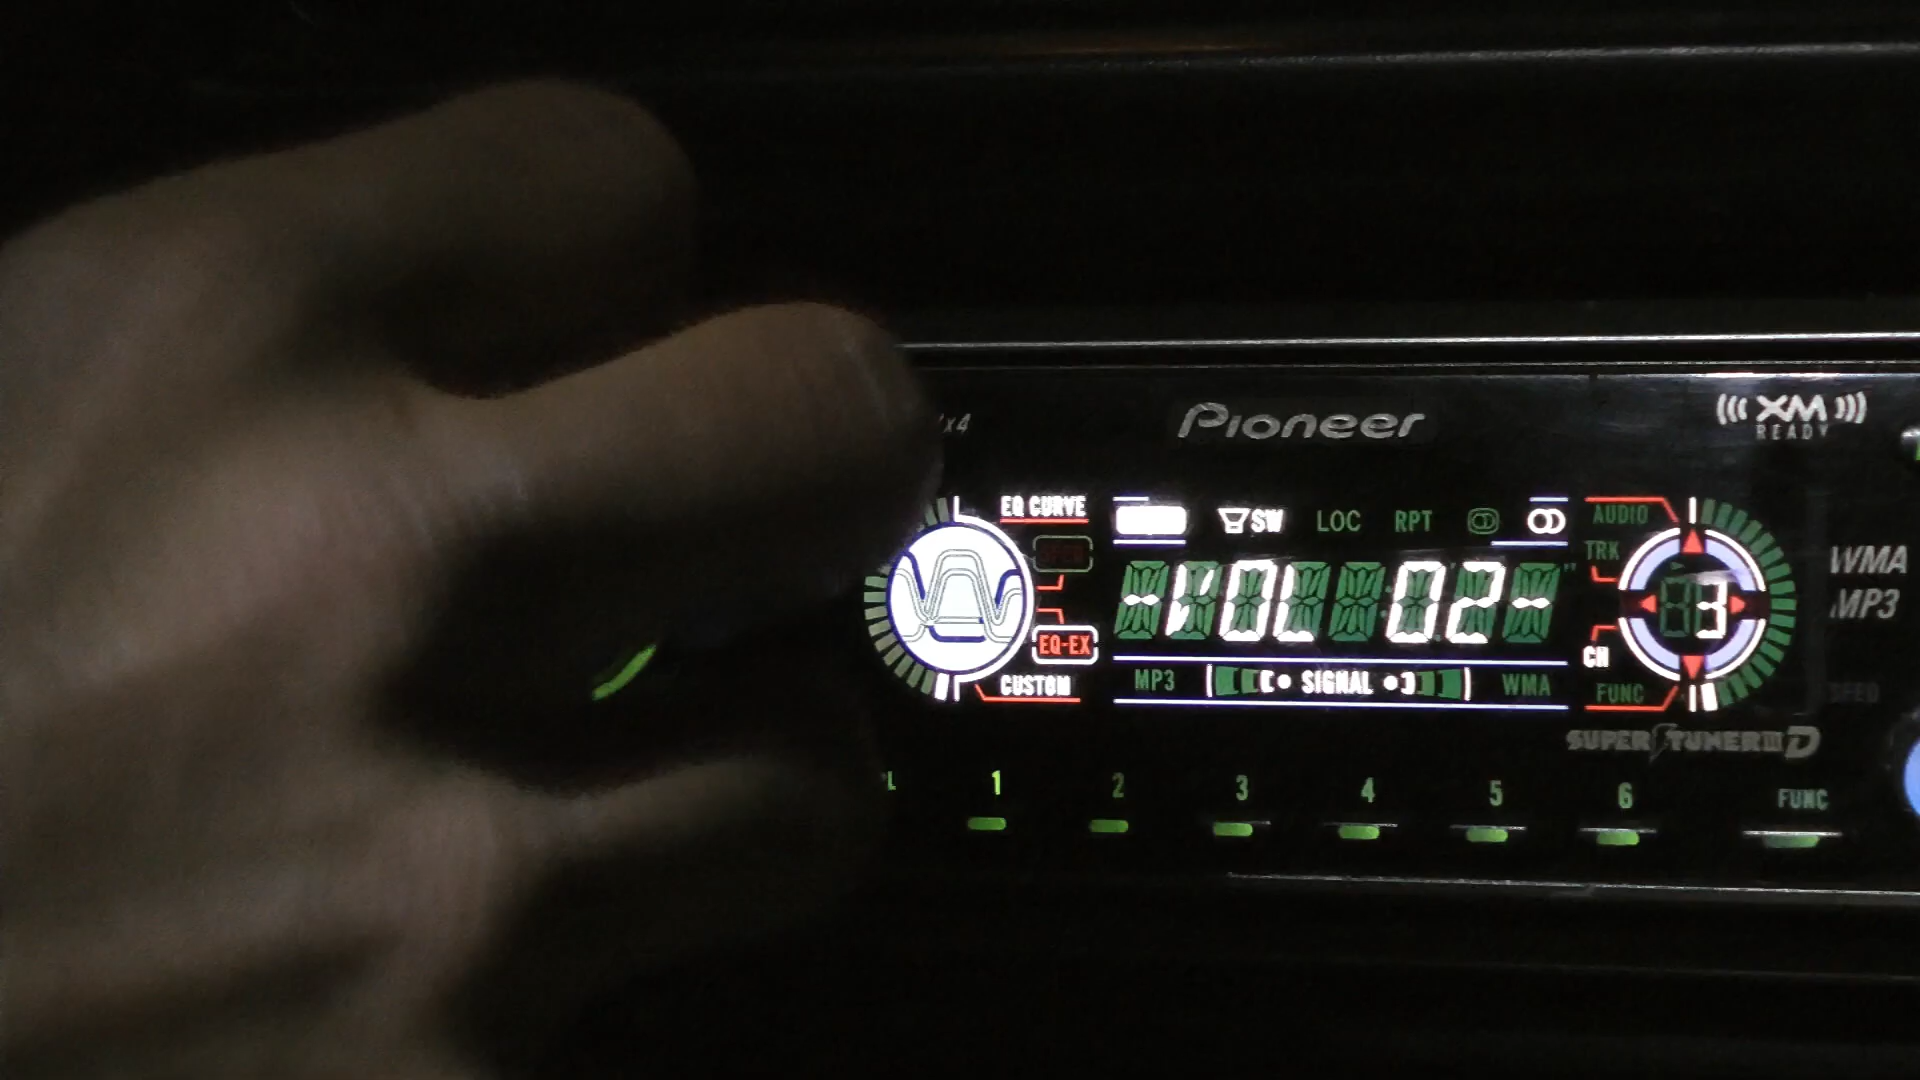 x4
Pioneer
XM
READY
EQ CURVE
SW LOC RPT
AUDIO
TRK
WMA
MP3
-VOL 02-
3
EQ-EX
CUSTOM
MP3 SIGNAL WMA
CH
FUNC
SUPER TUNER III D
1 2 3 4 5 6 FUNC